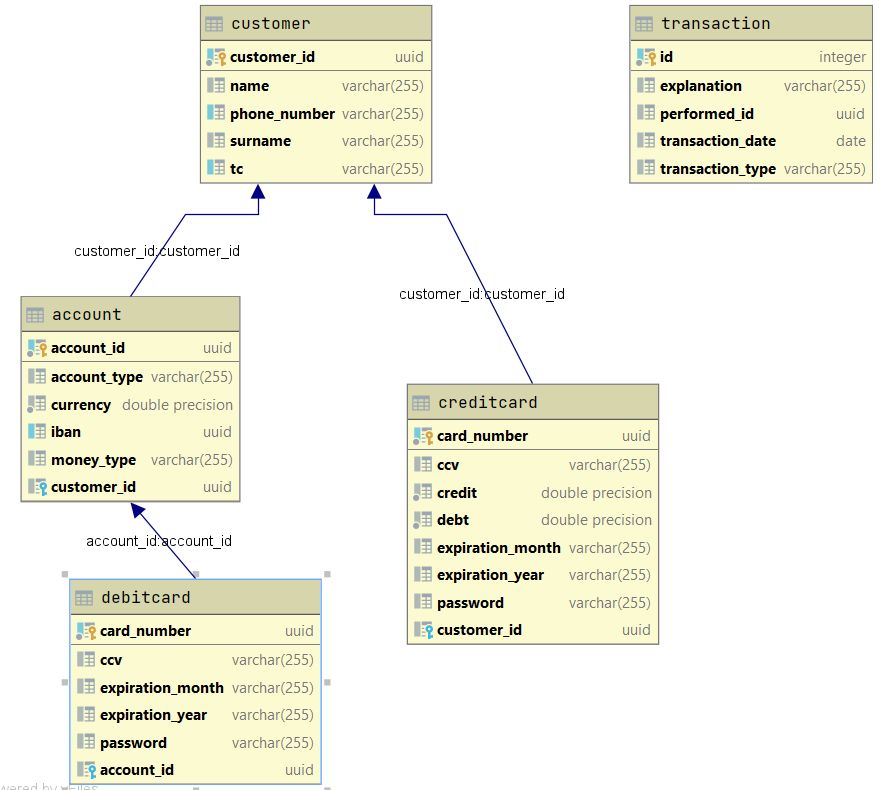 customer
customer_id uuid
name varchar(255)
phone_number varchar(255)
surname varchar(255)
tc varchar(255)
transaction
id integer
explanation varchar(255)
performed_id uuid
transaction_date date
transaction_type varchar(255)
customer_id:customer_id
customer_id:customer_id
account
account_id uuid
account_type varchar(255)
currency double precision
iban uuid
money_type varchar(255)
customer_id uuid
creditcard
card_number uuid
ccv varchar(255)
credit double precision
debt double precision
expiration_month varchar(255)
expiration_year varchar(255)
password varchar(255)
customer_id uuid
account_id:account_id
debitcard
card_number uuid
ccv varchar(255)
expiration_month varchar(255)
expiration_year varchar(255)
password varchar(255)
account_id uuid
wered by yFiles